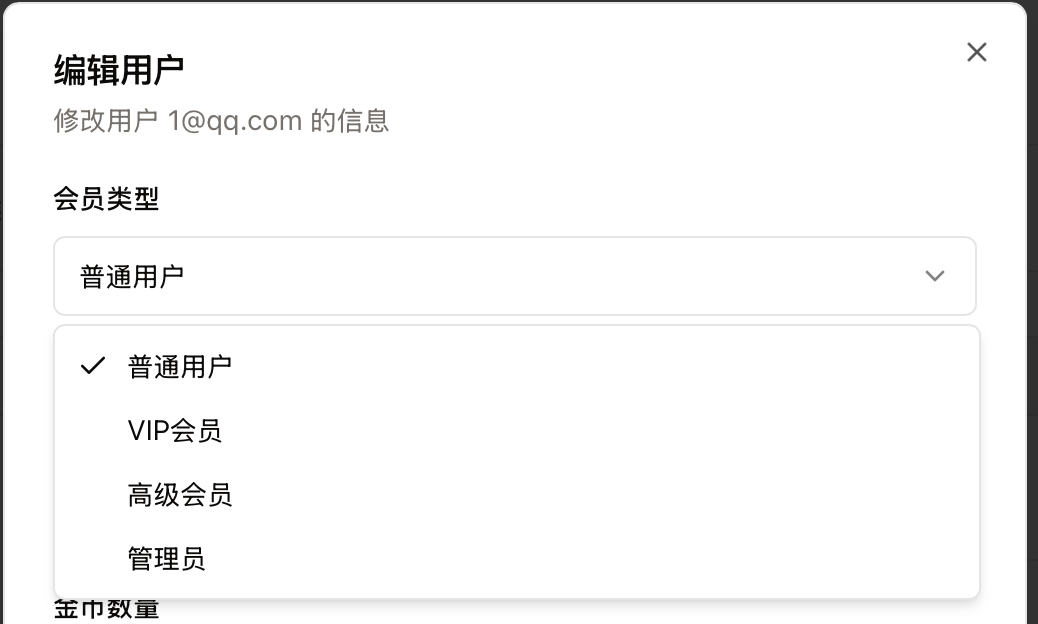 编辑用户
修改用户 1@qq.com 的信息
会员类型
普通用户
普通用户
VIP会员
高级会员
管理员
金币数量